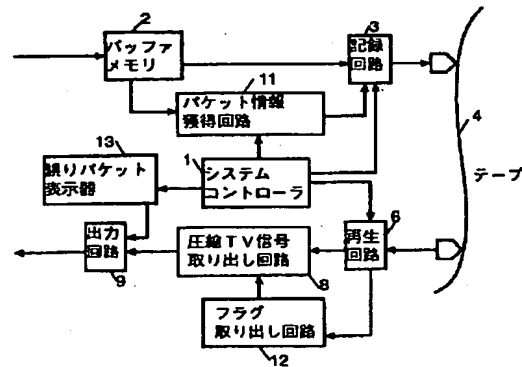 2
バッファ
メモリ
3
記録
回路
11
パケット情報
獲得回路
4
テープ
13
誤りパケット
表示器
1
システム
コントローラ
出力
回路
9
圧縮TV信号
取り出し回路
8
6
再生
回路
フラグ
取り出し回路
12